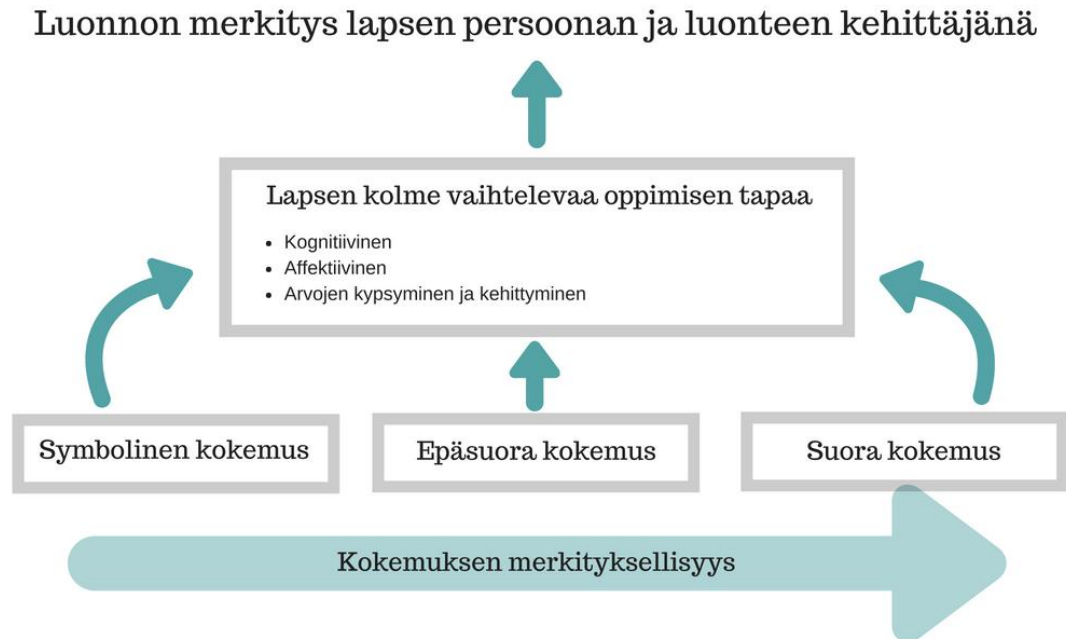 Luonnon merkitys lapsen persoonan ja luonteen kehittäjänä
Lapsen kolme vaihtelevaa oppimisen tapaa
• Kognitiivinen
• Affektiivinen
• Arvojen kypsyminen ja kehittyminen
Symbolinen kokemus
Epäsuora kokemus
Suora kokemus
Kokemuksen merkityksellisyys